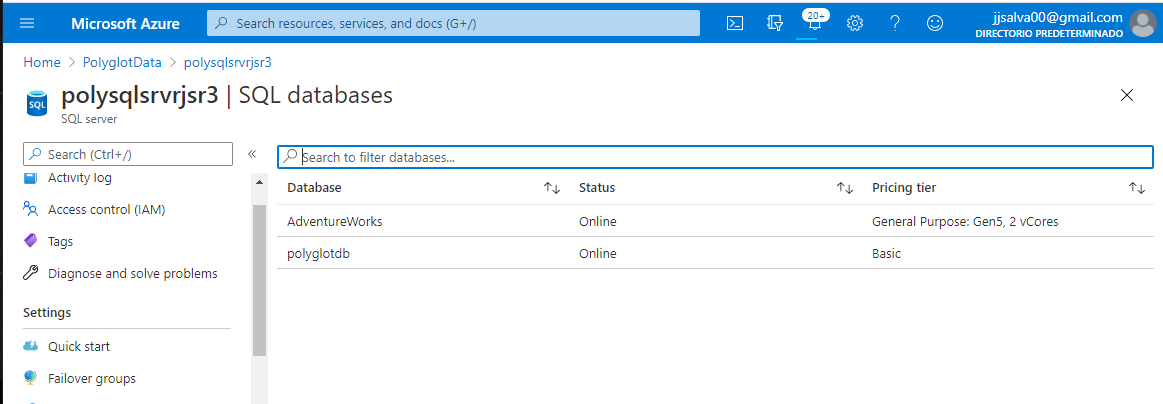 Microsoft Azure
Search resources, services, and docs (G+/)
20+
jjsalva00@gmail.com
DIRECTORIO PREDETERMINADO
Home > PolyglotData > polysqlsrvrjsr3
SQL
polysqlsrvrjsr3 | SQL databases
SQL server
Search (Ctrl+/)
Activity log
Access control (IAM)
Tags
Diagnose and solve problems
Settings
Quick start
Failover groups
Search to filter databases...
Database Status Pricing tier
AdventureWorks Online General Purpose: Gen5, 2 vCores
polyglotdb Online Basic